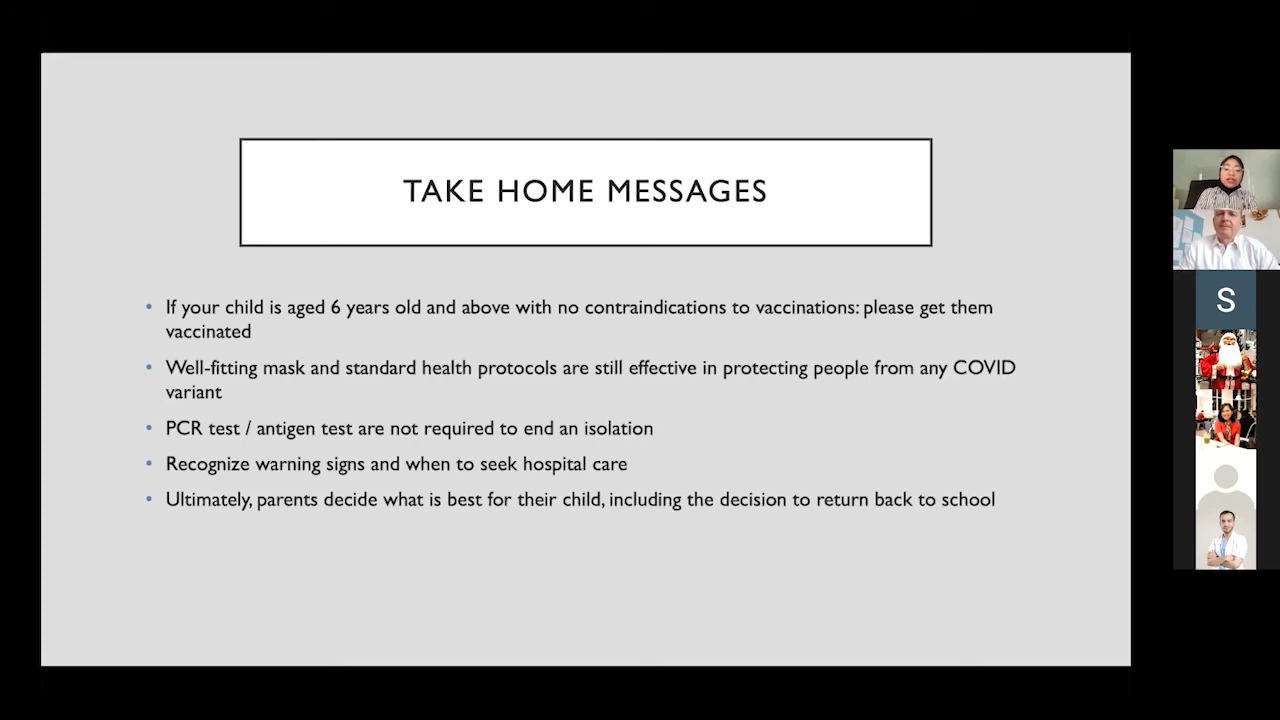 TAKE HOME MESSAGES
• If your child is aged 6 years old and above with no contraindications to vaccinations: please get them
vaccinated
• Well-fitting mask and standard health protocols are still effective in protecting people from any COVID
variant
• PCR test / antigen test are not required to end an isolation
• Recognize warning signs and when to seek hospital care
• Ultimately, parents decide what is best for their child, including the decision to return back to school
S